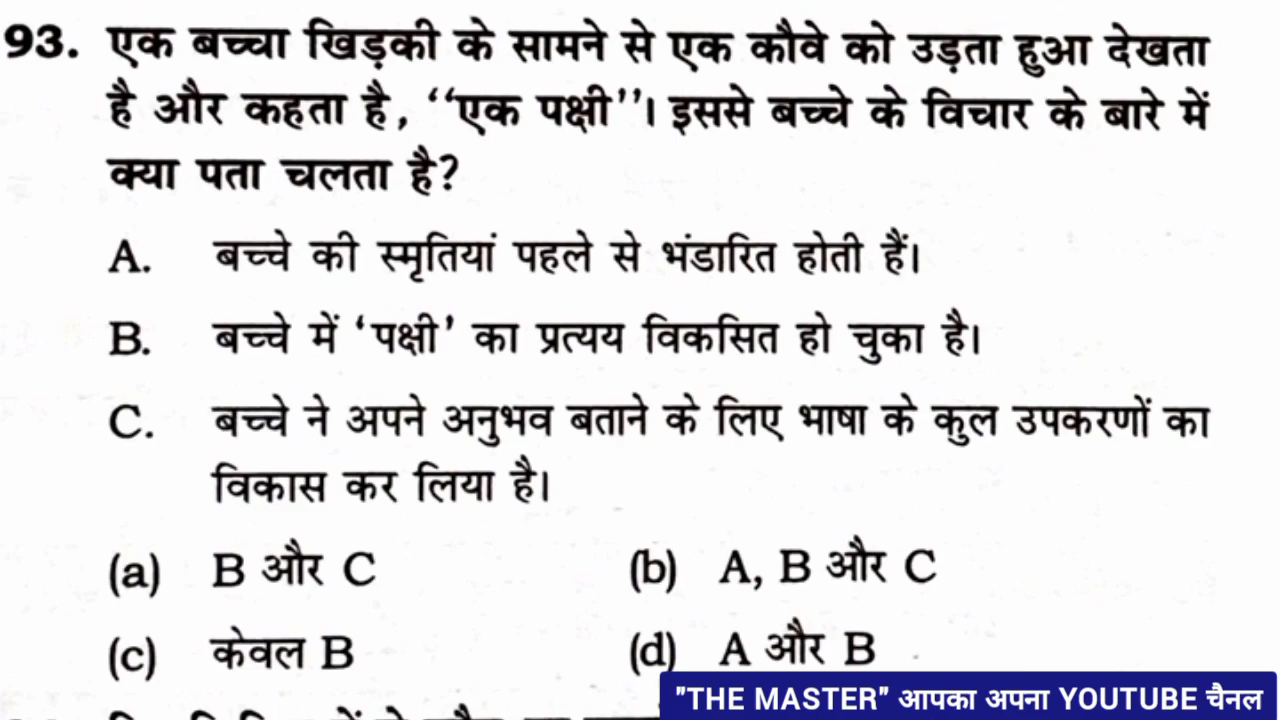 93. एक बच्चा खिड़की के सामने से एक कौवे को उड़ता हुआ देखता
है और कहता है, ‘‘एक पक्षी’’। इससे बच्चे के विचार के बारे में
क्या पता चलता है?
A. बच्चे की स्मृतियां पहले से भंडारित होती हैं।
B. बच्चे में ‘पक्षी’ का प्रत्यय विकसित हो चुका है।
C. बच्चे ने अपने अनुभव बताने के लिए भाषा के कुल उपकरणों का
विकास कर लिया है।
(a) B और C (b) A, B और C
(c) केवल B (d) A और B
"THE MASTER" आपका अपना YOUTUBE चैनल